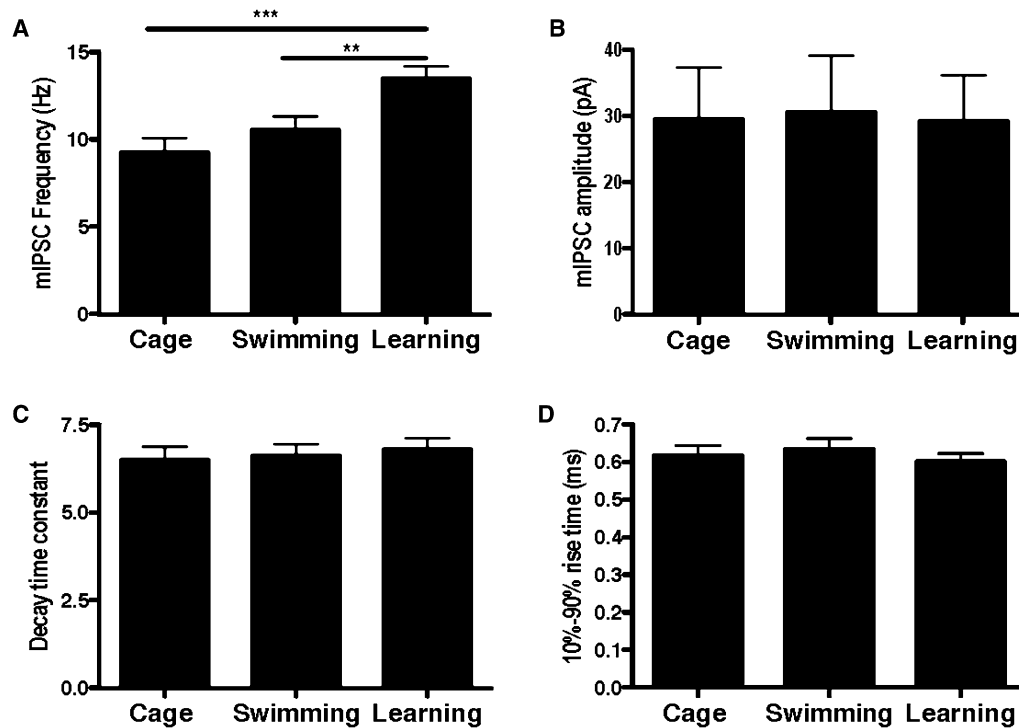 A
***
**
mIPSC Frequency (Hz)
15
10
5
0
Cage Swimming Learning
B
mIPSC amplitude (pA)
40
30
20
10
0
Cage Swimming Learning
C
Decay time constant
7.5
5.0
2.5
0.0
Cage Swimming Learning
D
10%-90% rise time (ms)
0.7
0.6
0.5
0.4
0.3
0.2
0.1
0.0
Cage Swimming Learning